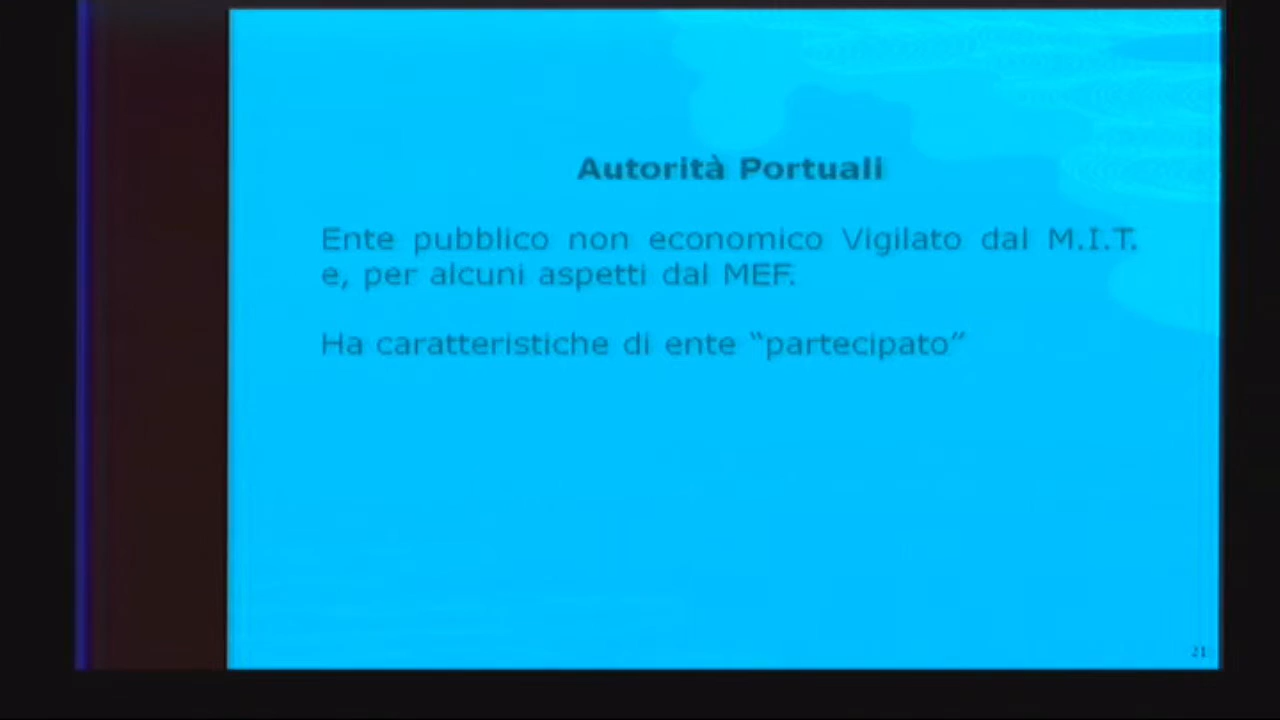 Autorità Portuali
Ente pubblico non economico Vigilato dal M.I.T.
e, per alcuni aspetti dal MEF.
Ha caratteristiche di ente “partecipato”
21